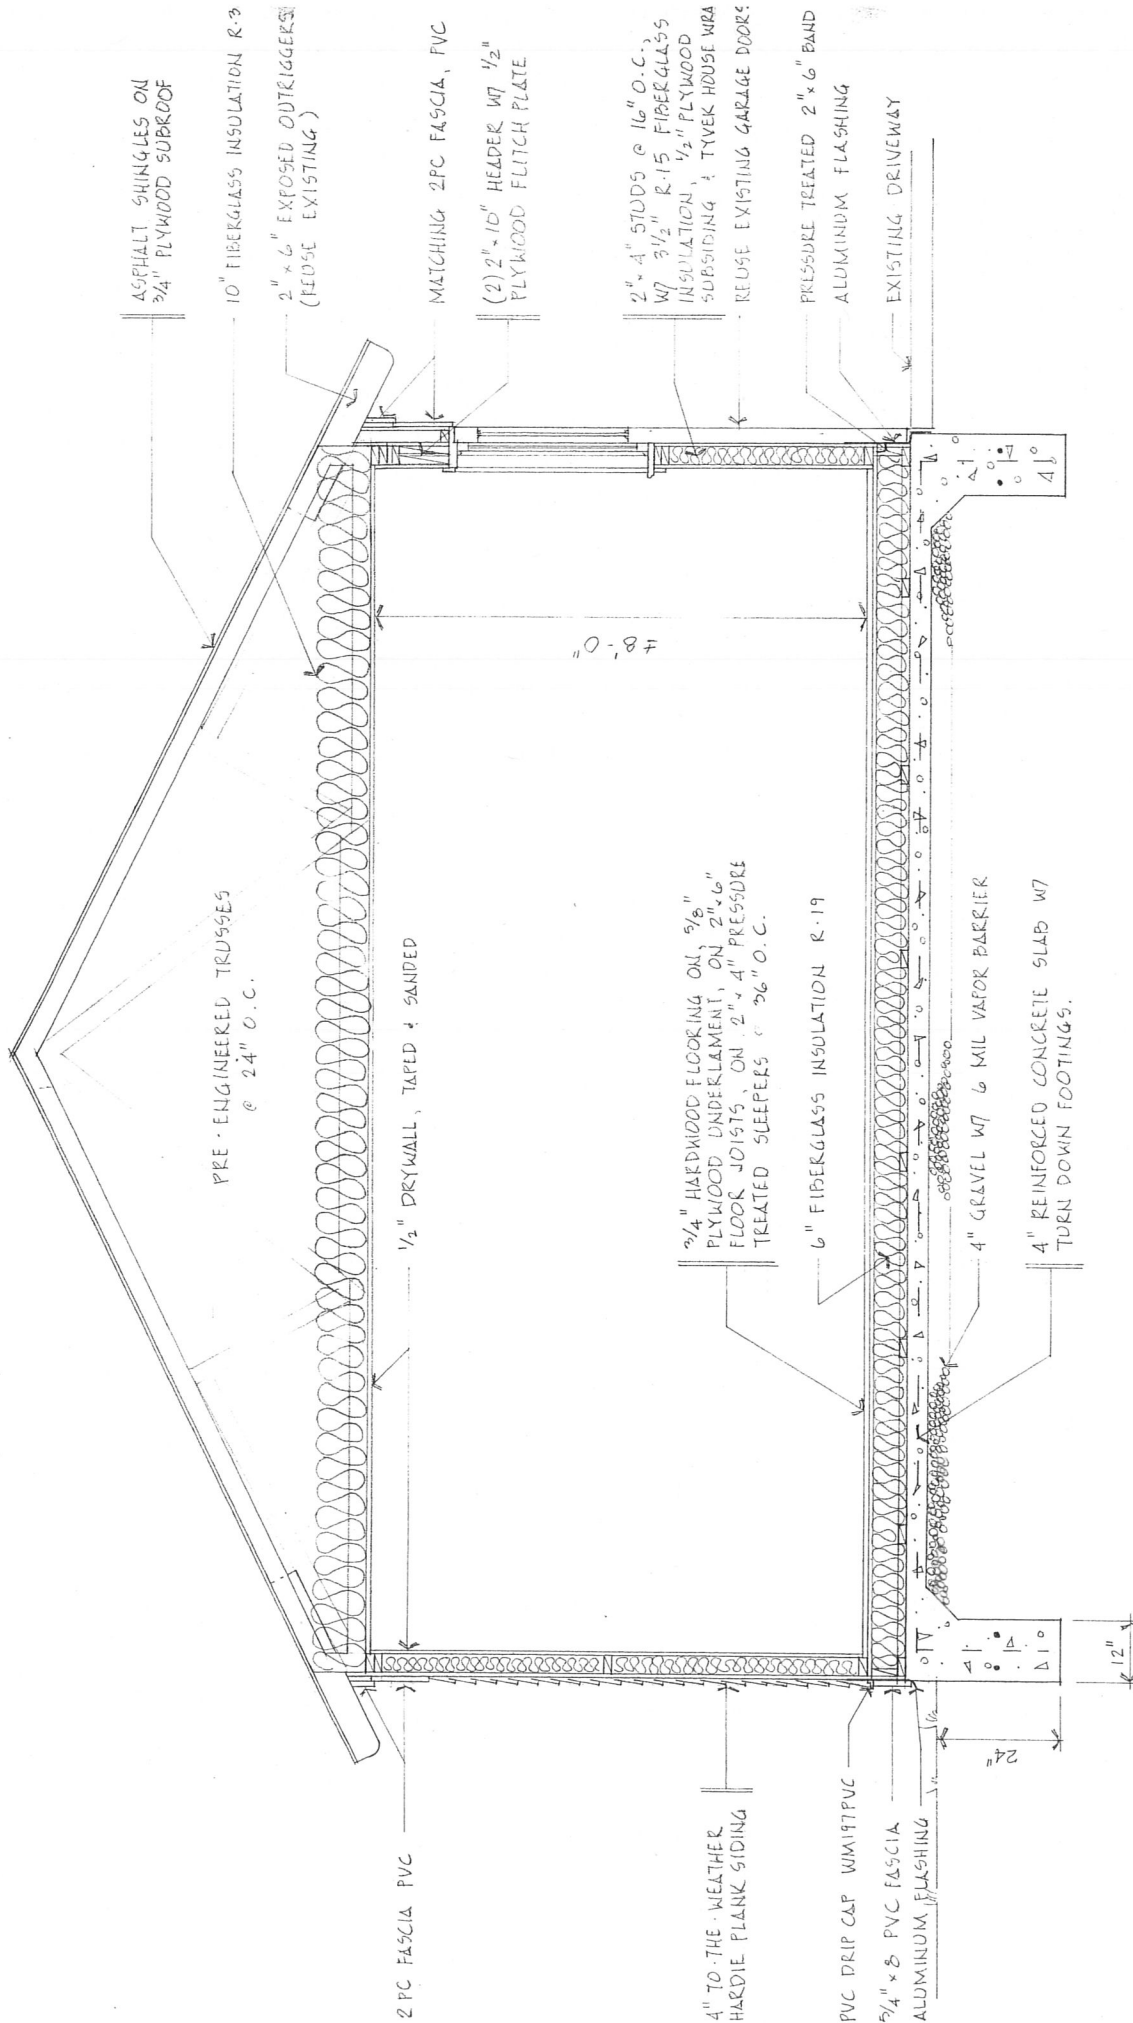 ASPHALT SHINGLES ON
3/4" PLYWOOD SUBROOF
10" FIBERGLASS INSULATION R-3
2" x 6" EXPOSED OUTRIGGERS
(REUSE EXISTING)
MATCHING 2PC FASCIA, PVC
(2) 2" x 10" HEADER W/ 1/2"
PLYWOOD FLITCH PLATE
2" x 4" STUDS @ 16" O.C.,
W/ 3 1/2" R-15 FIBERGLASS
INSULATION, 1/2" PLYWOOD
SUBSIDING & TYVEK HOUSE WRA
REUSE EXISTING GARAGE DOORS
PRESSURE TREATED 2" x 6" BAND
ALUMINUM FLASHING
EXISTING DRIVEWAY
PRE-ENGINEERED TRUSSES
@ 24" O.C.
1/2" DRYWALL, TAPED & SANDED
±8'-0"
3/4" HARDWOOD FLOORING ON, 5/8"
PLYWOOD UNDERLAMENT, ON 2" x 6"
FLOOR JOISTS, ON 2" x 4" PRESSURE
TREATED SLEEPERS @ 36" O.C.
6" FIBERGLASS INSULATION R-19
4" GRAVEL W/ 6 MIL VAPOR BARRIER
4" REINFORCED CONCRETE SLAB W/
TURN DOWN FOOTINGS.
2 PC FASCIA PVC
4" TO-THE-WEATHER
HARDIE PLANK SIDING
PVC DRIP CAP WM197PVC
5/4" x 8 PVC FASCIA
ALUMINUM FLASHING
24"
12"